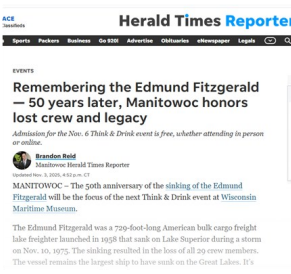 ACE
Classifieds
Herald Times Reporter
Sports Packers Business Go 920! Advertise Obituaries eNewspaper Legals
EVENTS
Remembering the Edmund Fitzgerald
— 50 years later, Manitowoc honors
lost crew and legacy
Admission for the Nov. 6 Think & Drink event is free, whether attending in person
or online.
Brandon Reid
Manitowoc Herald Times Reporter
Updated Nov. 3, 2025, 4:52 p.m. CT
MANITOWOC – The 50th anniversary of the sinking of the Edmund
Fitzgerald will be the focus of the next Think & Drink event at Wisconsin
Maritime Museum.
The Edmund Fitzgerald was a 729-foot-long American bulk cargo freight
lake freighter launched in 1958 that sank on Lake Superior during a storm
on Nov. 10, 1975. The sinking resulted in the loss of all 29 crew members.
The vessel remains the largest ship to have sunk on the Great Lakes. It's